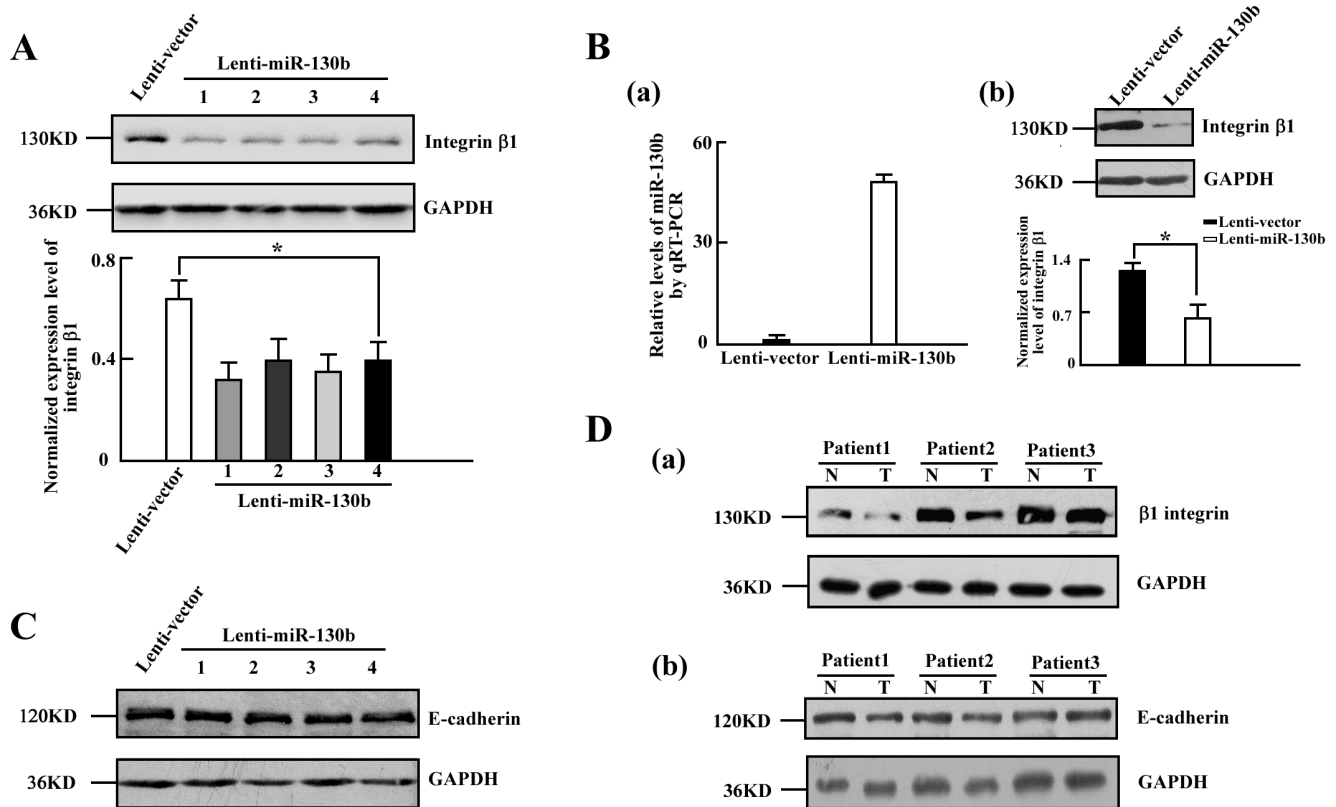 A
Lenti-vector
Lenti-miR-130b
1 2 3 4
130KD
Integrin β1
36KD
GAPDH
Normalized expression level of
integrin β1
0.8
0.4
0
*
Lenti-vector
1 2 3 4
Lenti-miR-130b
B
(a)
Relative levels of miR-130b
by qRT-PCR
60
30
0
Lenti-vector Lenti-miR-130b
(b)
Lenti-vector
Lenti-miR-130b
130KD
Integrin β1
36KD
GAPDH
Lenti-vector
Lenti-miR-130b
Normalized expression
level of integrin β1
1.4
0.7
0
*
C
Lenti-vector
Lenti-miR-130b
1 2 3 4
120KD
E-cadherin
36KD
GAPDH
D
(a)
Patient1 Patient2 Patient3
N T N T N T
130KD
β1 integrin
36KD
GAPDH
(b)
Patient1 Patient2 Patient3
N T N T N T
120KD
E-cadherin
36KD
GAPDH